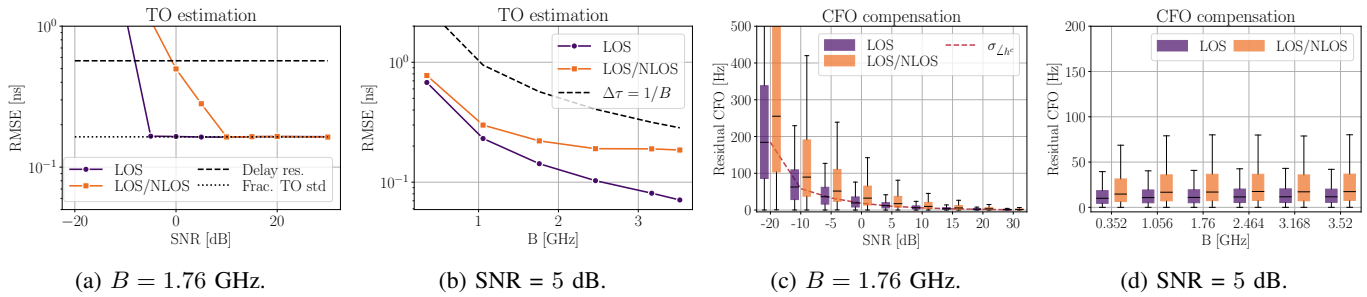 TO estimation
10⁰
10⁻¹
RMSE [ns]
LOS
LOS/NLOS
Delay res.
Frac. TO std
−20
0
20
SNR [dB]
(a) B = 1.76 GHz.
TO estimation
10⁰
10⁻¹
RMSE [ns]
LOS
LOS/NLOS
Δτ = 1/B
1
2
3
B [GHz]
(b) SNR = 5 dB.
CFO compensation
500
400
300
200
100
0
Residual CFO [Hz]
LOS
LOS/NLOS
σ∠hᶜ
-20
-10
-5
0
5
10
15
20
30
SNR [dB]
(c) B = 1.76 GHz.
CFO compensation
200
150
100
50
0
Residual CFO [Hz]
LOS
LOS/NLOS
0.352
1.056
1.76
2.464
3.168
3.52
B [GHz]
(d) SNR = 5 dB.